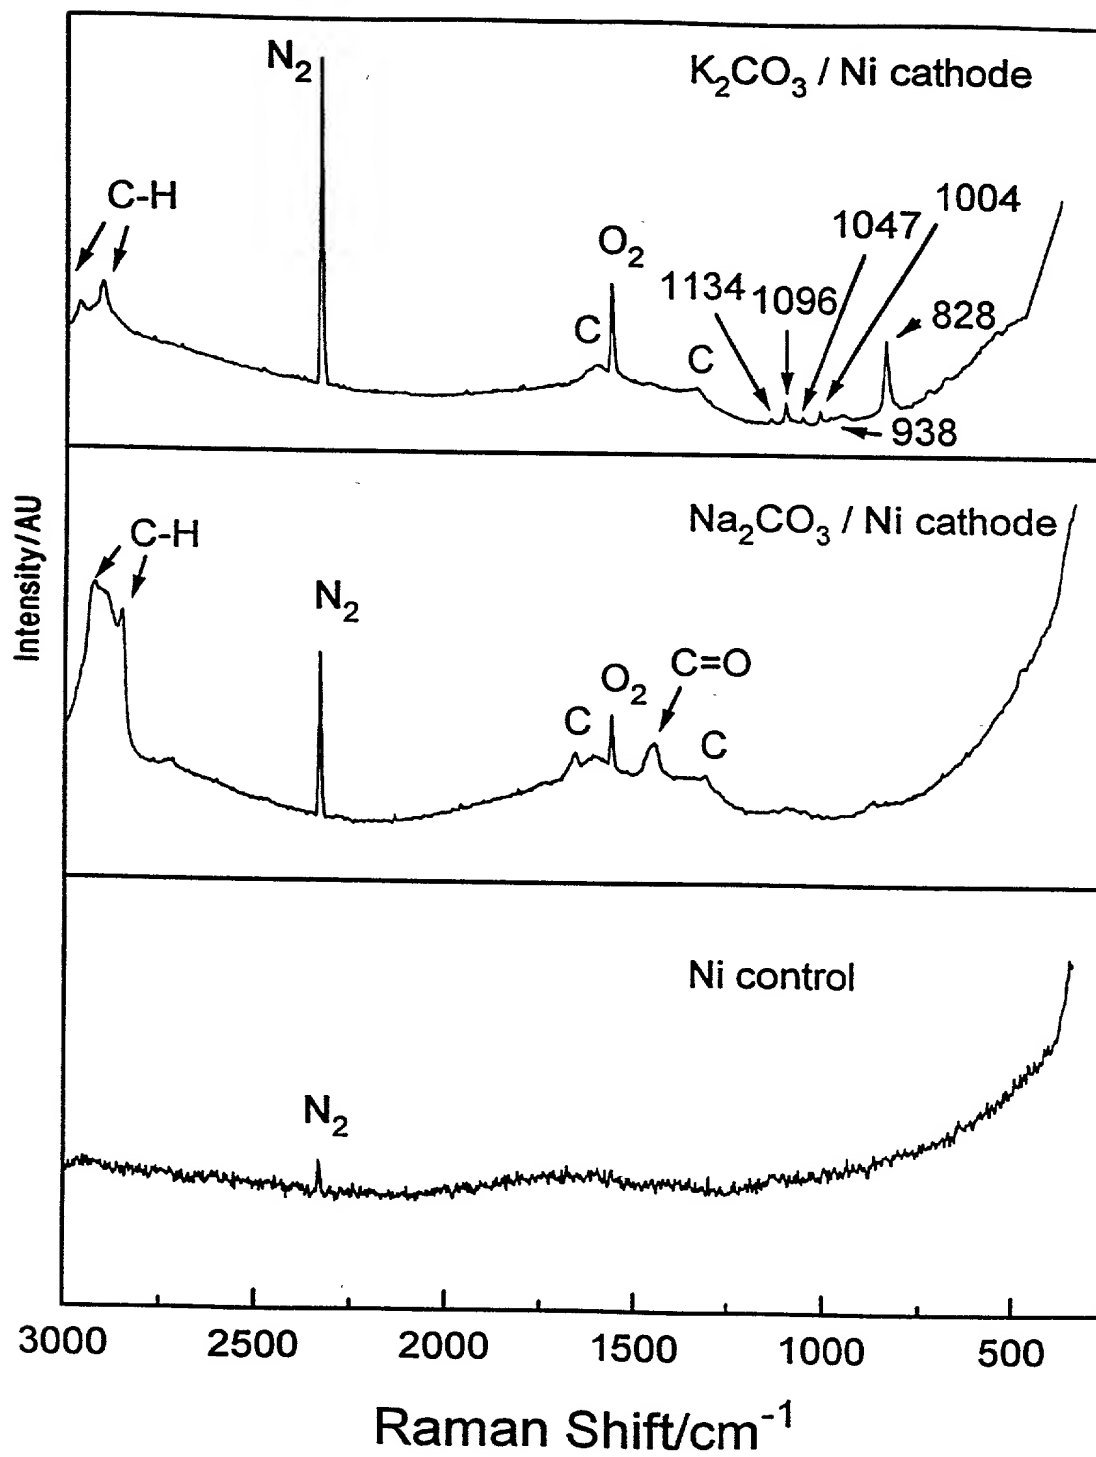 N₂
K₂CO₃ / Ni cathode
C-H
1004
1047
O₂
1134
1096
828
C
C
938
Intensity/AU
Na₂CO₃ / Ni cathode
C-H
N₂
C=O
O₂
C
C
Ni control
N₂
3000 2500 2000 1500 1000 500
Raman Shift/cm⁻¹